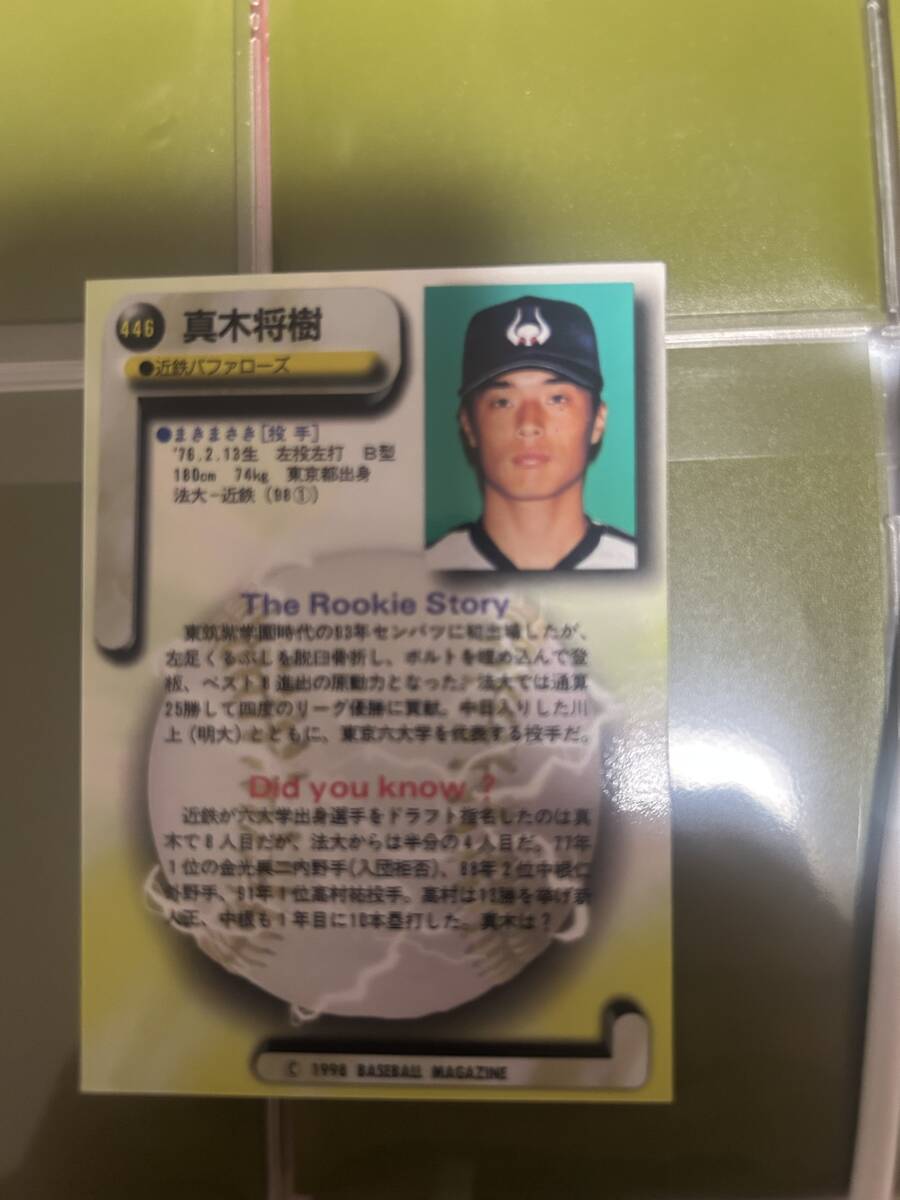 446 真木将樹
●近鉄バファローズ
●まきまさき[投 手]
'76.2.13生 左投左打 B型
180cm 74kg 東京都出身
法大－近鉄（98①）
The Rookie Story
東筑紫学園時代の93年センバツに初出場したが、
左足くるぶしを脱臼骨折し、ボルトを埋め込んで登
板、ベスト8進出の原動力となった。法大では通算
25勝して四度のリーグ優勝に貢献。中日入りした川
上（明大）とともに、東京六大学を代表する投手だ。
Did you know ?
近鉄が六大学出身選手をドラフト指名したのは真
木で8人目だが、法大からは半分の4人目だ。77年
1位の金光興二内野手(入団拒否)、88年2位中根仁
外野手、91年1位高村祐投手。高村は13勝を挙げ新
人王、中根も1年目に10本塁打した。真木は？
© 1998 BASEBALL MAGAZINE